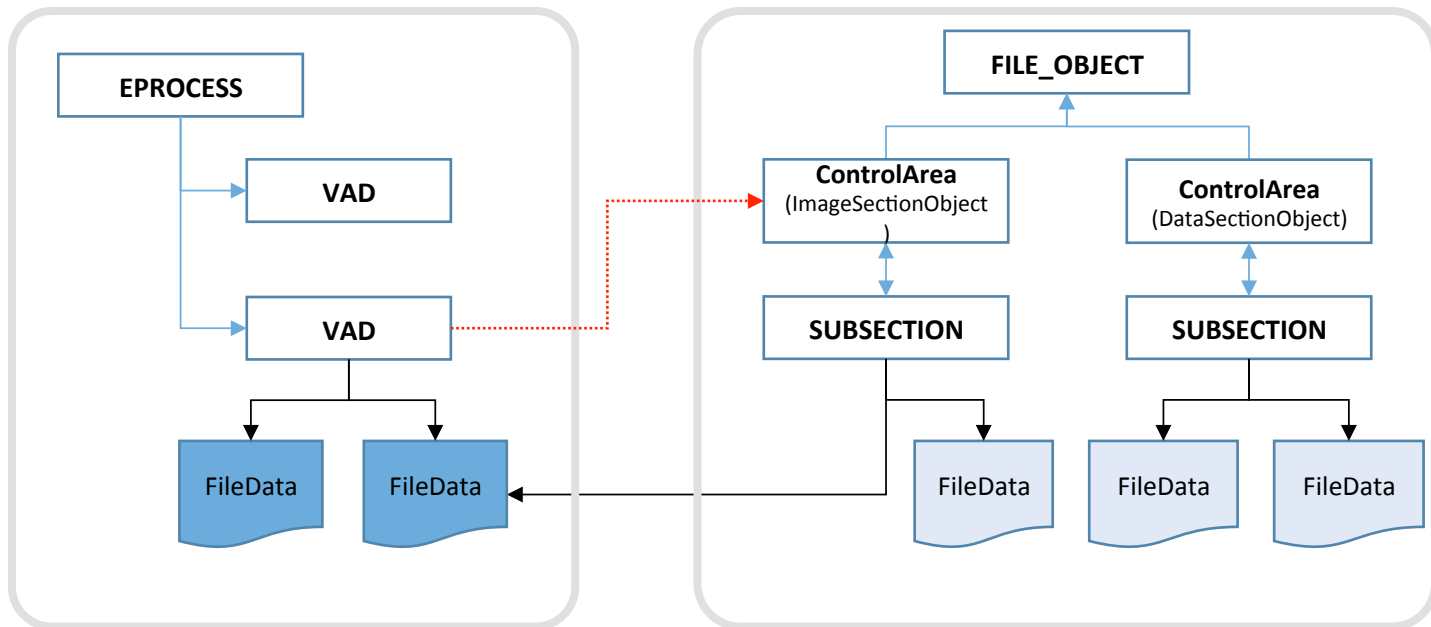 EPROCESS
VAD
VAD
FileData
FileData
FILE_OBJECT
ControlArea
(ImageSectionObject
)
ControlArea
(DataSectionObject)
SUBSECTION
SUBSECTION
FileData
FileData
FileData